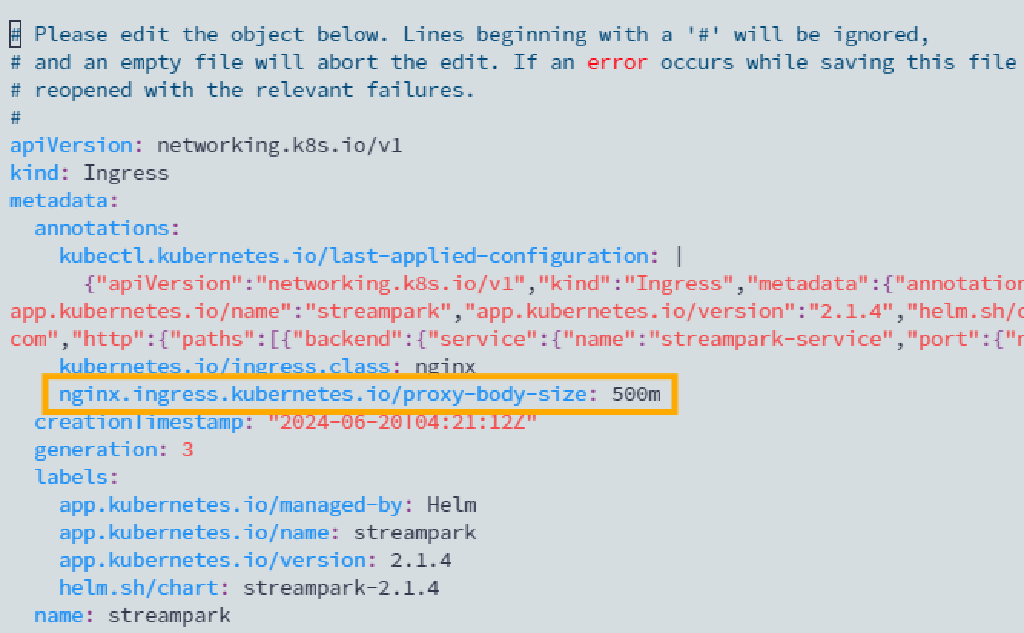 # Please edit the object below. Lines beginning with a '#' will be ignored,
# and an empty file will abort the edit. If an error occurs while saving this file
# reopened with the relevant failures.
#
apiVersion: networking.k8s.io/v1
kind: Ingress
metadata:
  annotations:
    kubectl.kubernetes.io/last-applied-configuration: |
      {"apiVersion":"networking.k8s.io/v1","kind":"Ingress","metadata":{"annotation
app.kubernetes.io/name":"streampark","app.kubernetes.io/version":"2.1.4","helm.sh/c
com","http":{"paths":[{"backend":{"service":{"name":"streampark-service","port":{"n
    kubernetes.io/ingress.class: nginx
    nginx.ingress.kubernetes.io/proxy-body-size: 500m
  creationTimestamp: "2024-06-20T04:21:12Z"
  generation: 3
  labels:
    app.kubernetes.io/managed-by: Helm
    app.kubernetes.io/name: streampark
    app.kubernetes.io/version: 2.1.4
    helm.sh/chart: streampark-2.1.4
  name: streampark